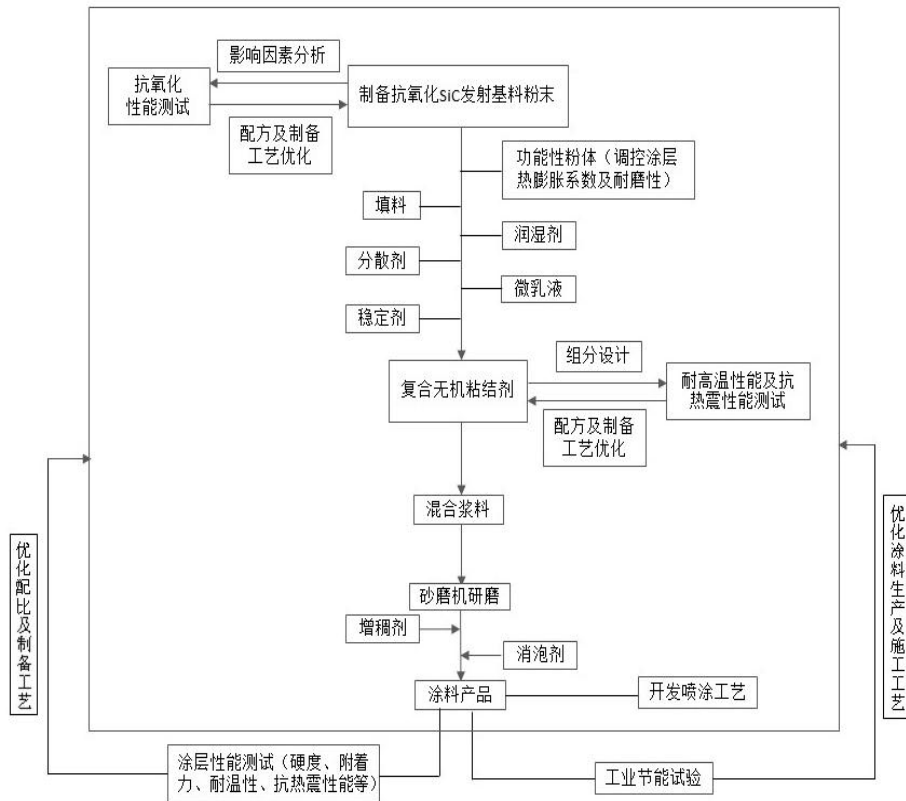 影响因素分析
抗氧化
性能测试
制备抗氧化SiC发射基料粉末
配方及制备
工艺优化
功能性粉体（调控涂层
热膨胀系数及耐磨性）
填料
润湿剂
分散剂
微乳液
稳定剂
组分设计
复合无机粘结剂
耐高温性能及抗
热震性能测试
配方及制备
工艺优化
混合浆料
优化配比及制备工艺
优化涂料生产及施工工艺
砂磨机研磨
增稠剂
消泡剂
涂料产品
开发喷涂工艺
涂层性能测试（硬度、附着
力、耐温性、抗热震性能等）
工业节能试验